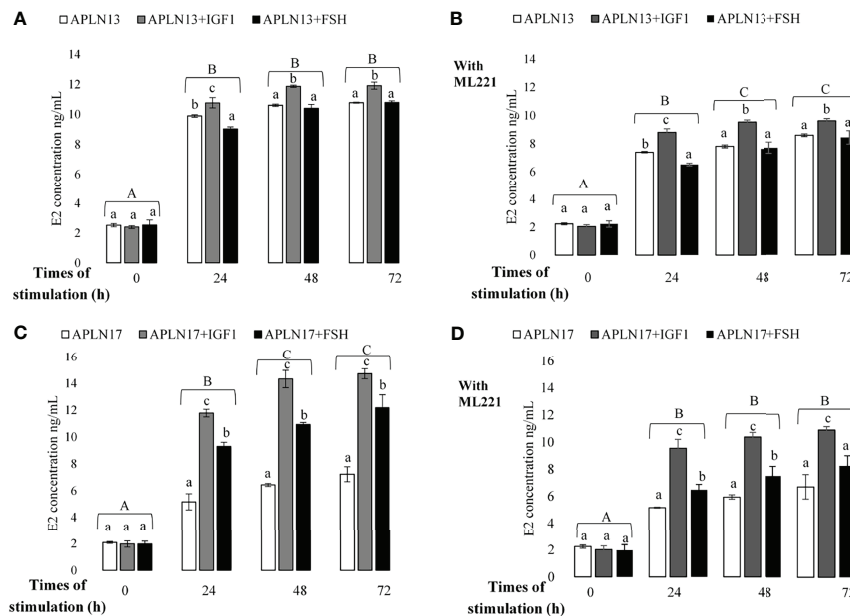 A
APLN13 APLN13+IGF1 APLN13+FSH
E2 concentration ng/mL
14
12
10
8
6
4
2
0
A
a a a
B
b c a
B
a b a
B
a b a
Times of
stimulation (h)
0 24 48 72
B
APLN13 APLN13+IGF1 APLN13+FSH
With
ML221
E2 concentration ng/mL
14
12
10
8
6
4
2
0
A
a a a
B
b c a
C
a b a
C
a b a
Times of
stimulation (h)
0 24 48 72
C
APLN17 APLN17+IGF1 APLN17+FSH
E2 concentration ng/mL
16
14
12
10
8
6
4
2
0
A
a a a
B
a c b
C
a c b
C
a c b
Times of
stimulation (h)
0 24 48 72
D
APLN17 APLN17+IGF1 APLN17+FSH
With
ML221
E2 concentration ng/mL
16
14
12
10
8
6
4
2
0
A
a a a
B
a c b
B
a c b
B
a c a
Times of
stimulation (h)
0 24 48 72